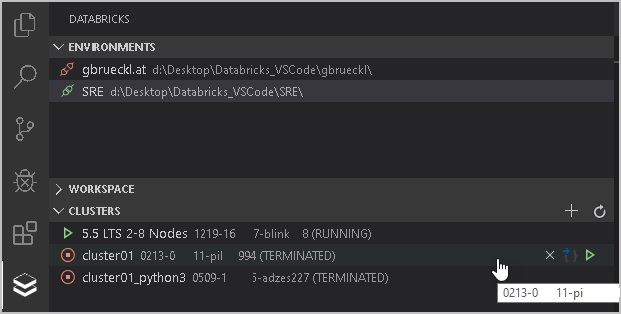 DATABRICKS
ENVIRONMENTS
gbrueckl.at d:\Desktop\Databricks_VSCode\gbrueckl\
SRE d:\Desktop\Databricks_VSCode\SRE\
WORKSPACE
CLUSTERS
5.5 LTS 2-8 Nodes 1219-16 7-blink 8 (RUNNING)
cluster01 0213-0 11-pil 994 (TERMINATED)
cluster01_python3 0509-1 5-adzes227 (TERMINATED)
0213-0 11-pi